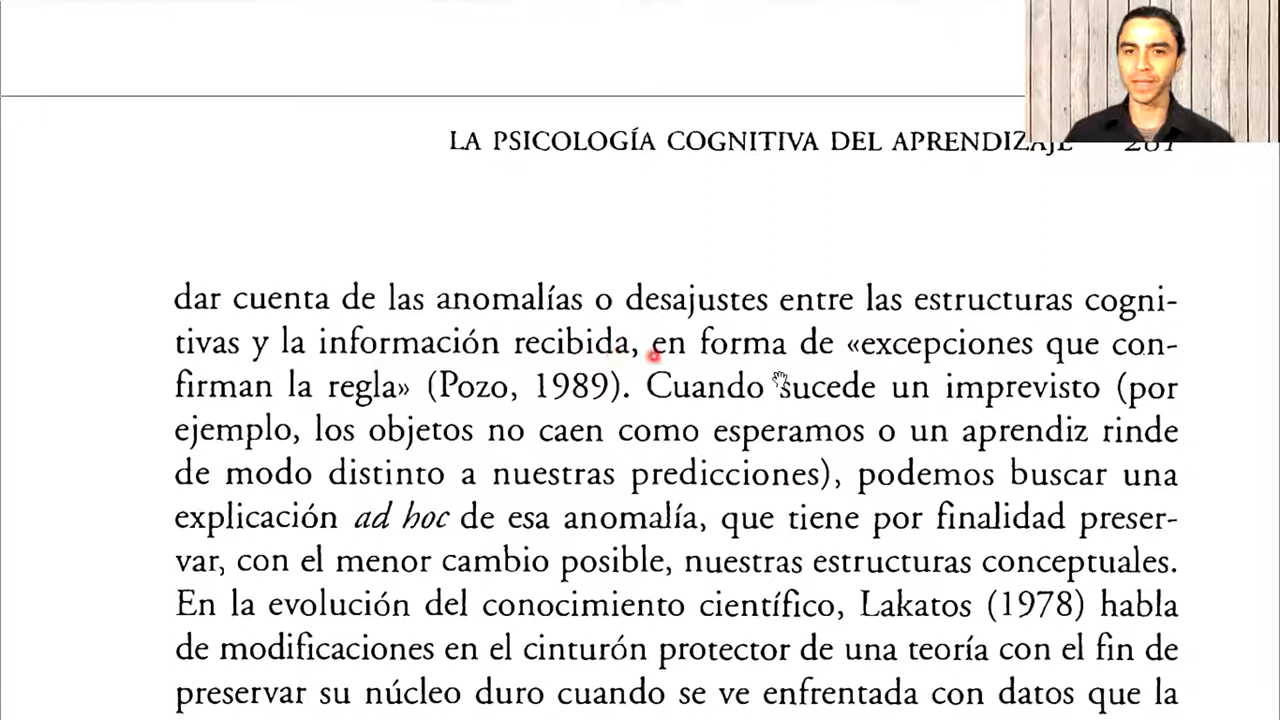 LA PSICOLOGÍA COGNITIVA DEL APRENDIZAJE
dar cuenta de las anomalías o desajustes entre las estructuras cogni-
tivas y la información recibida, en forma de «excepciones que con-
firman la regla» (Pozo, 1989). Cuando sucede un imprevisto (por
ejemplo, los objetos no caen como esperamos o un aprendiz rinde
de modo distinto a nuestras predicciones), podemos buscar una
explicación ad hoc de esa anomalía, que tiene por finalidad preser-
var, con el menor cambio posible, nuestras estructuras conceptuales.
En la evolución del conocimiento científico, Lakatos (1978) habla
de modificaciones en el cinturón protector de una teoría con el fin de
preservar su núcleo duro cuando se ve enfrentada con datos que la